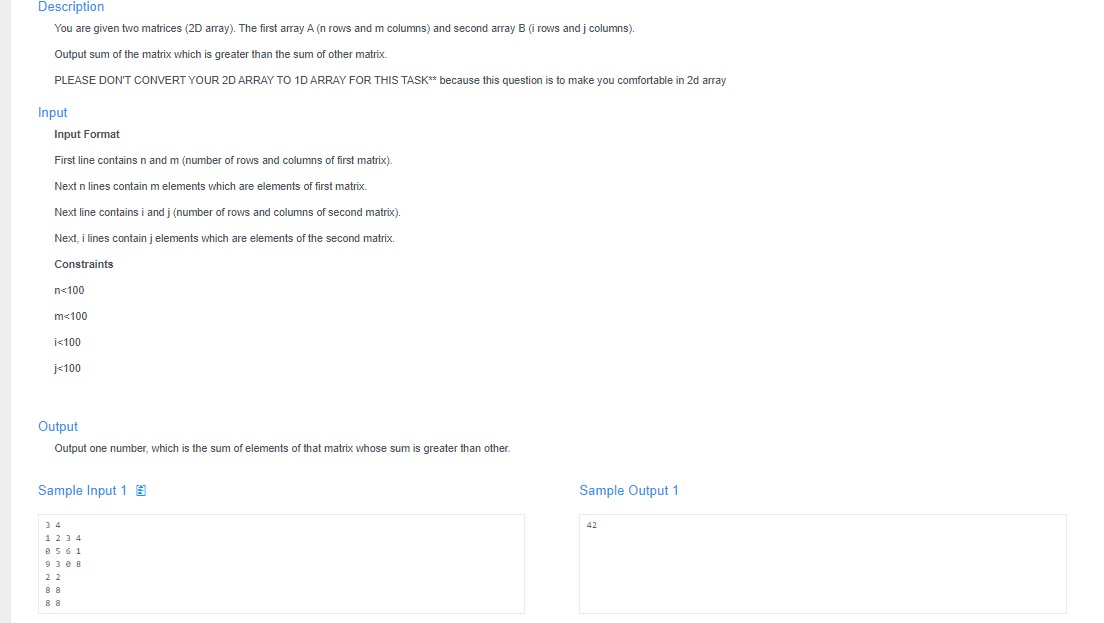 Description
You are given two matrices (2D array). The first array A (n rows and m columns) and second array B (i rows and j columns).
Output sum of the matrix which is greater than the sum of other matrix.
PLEASE DON'T CONVERT YOUR 2D ARRAY TO 1D ARRAY FOR THIS TASK** because this question is to make you comfortable in 2d array
Input
Input Format
First line contains n and m (number of rows and columns of first matrix).
Next n lines contain m elements which are elements of first matrix.
Next line contains i and j (number of rows and columns of second matrix).
Next, i lines contain j elements which are elements of the second matrix.
Constraints
n<100
m<100
i<100
j<100
Output
Output one number, which is the sum of elements of that matrix whose sum is greater than other.
Sample Input 1
3 4
1 2 3 4
0 5 6 1
9 3 0 8
2 2
8 8
8 8
Sample Output 1
42